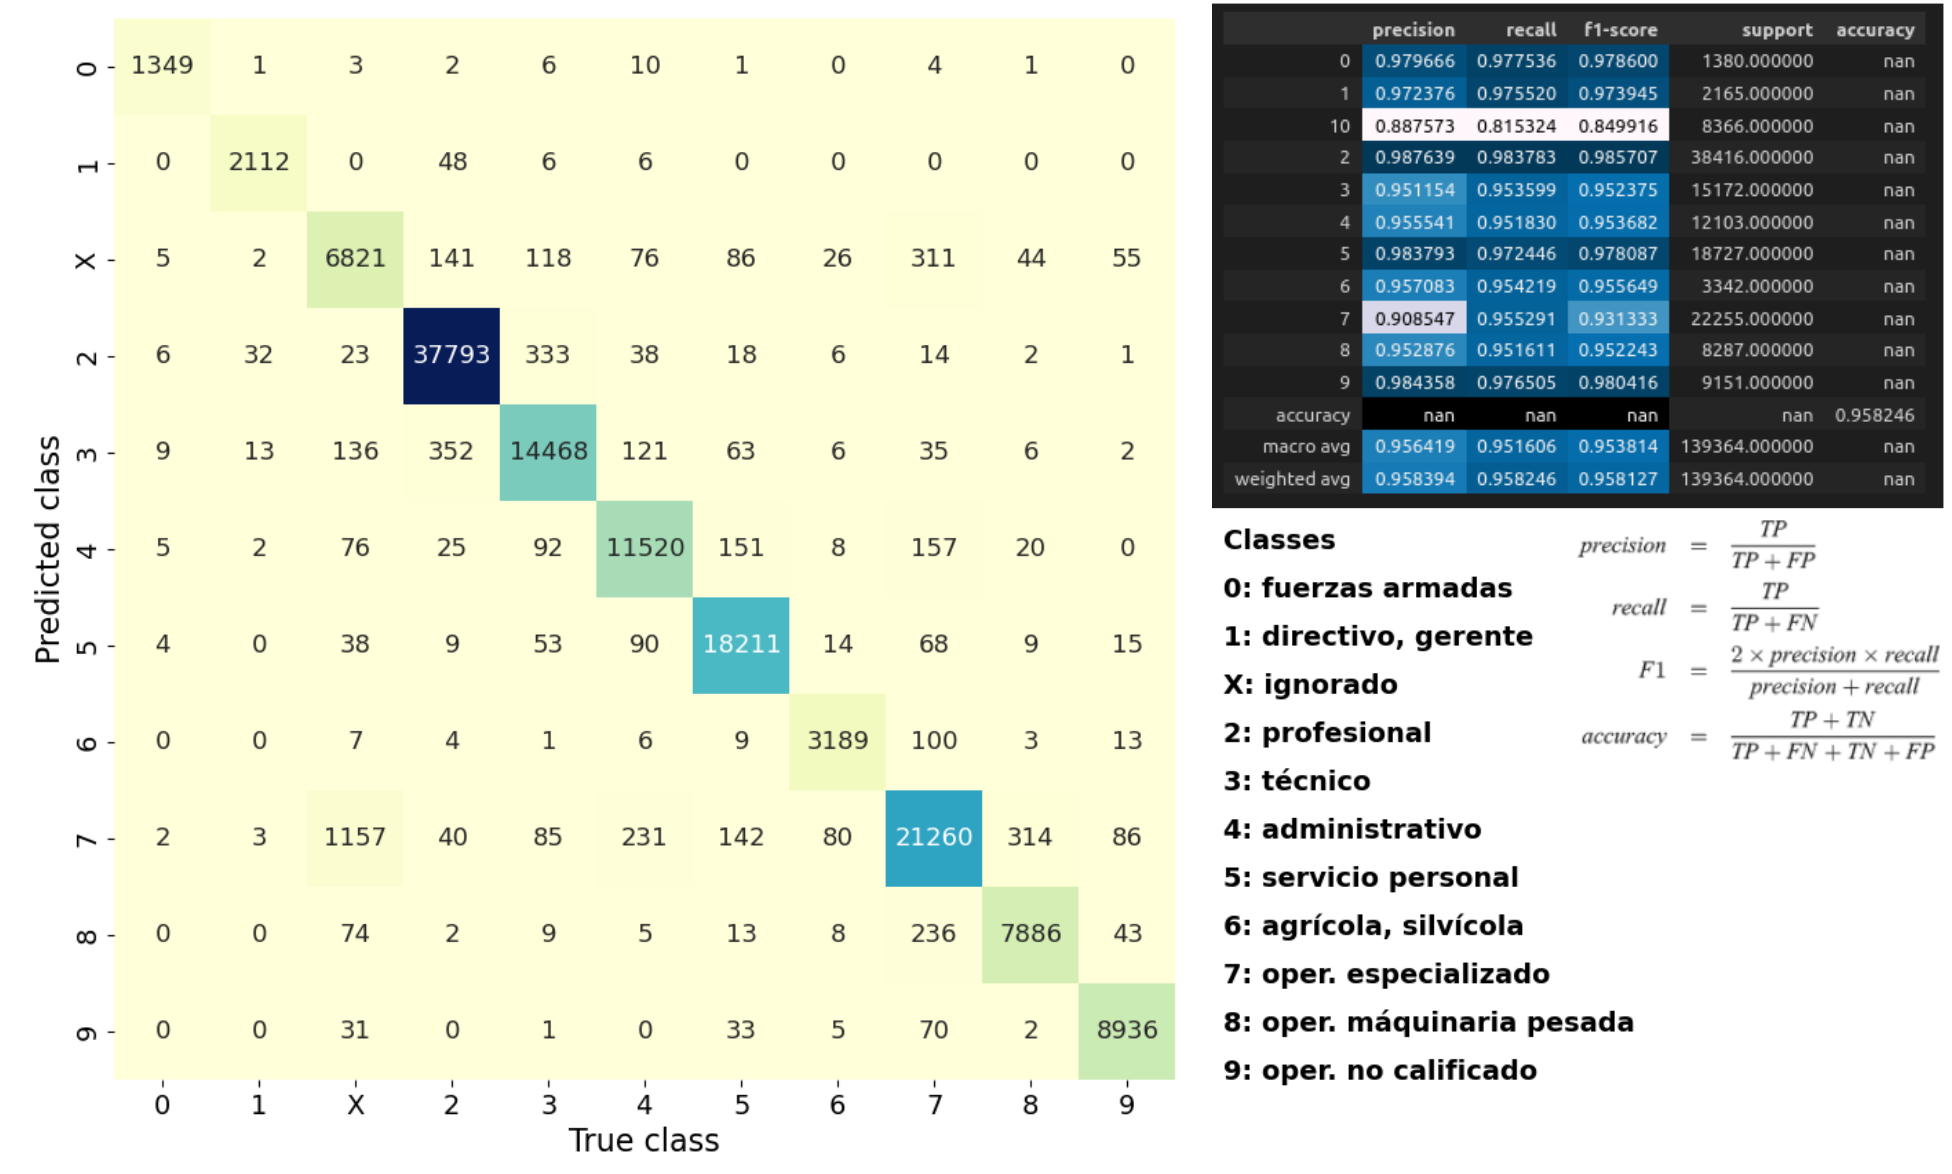 Predicted class
0 1349 1 3 2 6 10 1 0 4 1 0
1 0 2112 0 48 6 6 0 0 0 0 0
X 5 2 6821 141 118 76 86 26 311 44 55
2 6 32 23 37793 333 38 18 6 14 2 1
3 9 13 136 352 14468 121 63 6 35 6 2
4 5 2 76 25 92 11520 151 8 157 20 0
5 4 0 38 9 53 90 18211 14 68 9 15
6 0 0 7 4 1 6 9 3189 100 3 13
7 2 3 1157 40 85 231 142 80 21260 314 86
8 0 0 74 2 9 5 13 8 236 7886 43
9 0 0 31 0 1 0 33 5 70 2 8936
0 1 X 2 3 4 5 6 7 8 9
True class
precision recall f1-score support accuracy
0 0.979666 0.977536 0.978600 1380.000000 nan
1 0.972376 0.975520 0.973945 2165.000000 nan
10 0.887573 0.815324 0.849916 8366.000000 nan
2 0.987639 0.983783 0.985707 38416.000000 nan
3 0.951154 0.953599 0.952375 15172.000000 nan
4 0.955541 0.951830 0.953682 12103.000000 nan
5 0.983793 0.972446 0.978087 18727.000000 nan
6 0.957083 0.954219 0.955649 3342.000000 nan
7 0.908547 0.955291 0.931333 22255.000000 nan
8 0.952876 0.951611 0.952243 8287.000000 nan
9 0.984358 0.976505 0.980416 9151.000000 nan
accuracy nan nan nan nan 0.958246
macro avg 0.956419 0.951606 0.953814 139364.000000 nan
weighted avg 0.958394 0.958246 0.958127 139364.000000 nan
Classes
0: fuerzas armadas
1: directivo, gerente
X: ignorado
2: profesional
3: técnico
4: administrativo
5: servicio personal
6: agrícola, silvícola
7: oper. especializado
8: oper. máquinaria pesada
9: oper. no calificado
precision = TP
TP + FP
recall = TP
TP + FN
F1 = 2 × precision × recall
precision + recall
accuracy = TP + TN
TP + FN + TN + FP